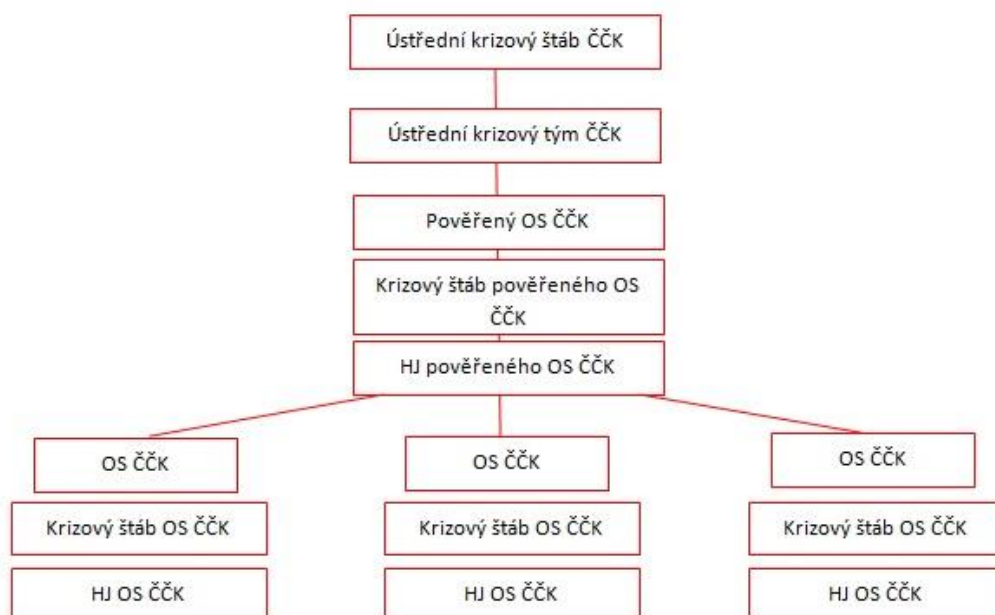 Ústřední krizový štáb ČČK
Ústřední krizový tým ČČK
Pověřený OS ČČK
Krizový štáb pověřeného OS
ČČK
HJ pověřeného OS ČČK
OS ČČK
OS ČČK
OS ČČK
Krizový štáb OS ČČK
Krizový štáb OS ČČK
Krizový štáb OS ČČK
HJ OS ČČK
HJ OS ČČK
HJ OS ČČK